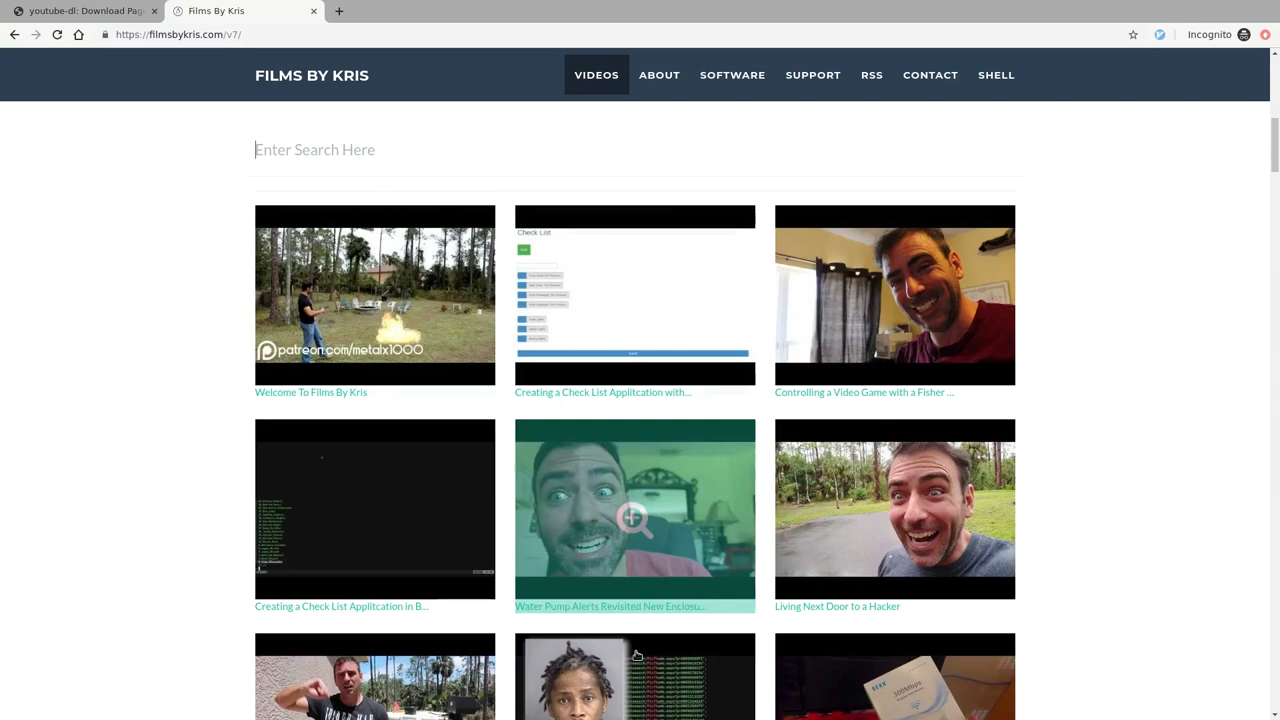 youtube-dl: Download Pag
Films By Kris
https://filmsbykris.com/v7/
Incognito
FILMS BY KRIS
VIDEOS
ABOUT
SOFTWARE
SUPPORT
RSS
CONTACT
SHELL
Enter Search Here
patreon.com/metalx1000
Check List
Welcome To Films By Kris
Creating a Check List Applitcation with...
Controlling a Video Game with a Fisher ...
Creating a Check List Applitcation in B...
Water Pump Alerts Revisited New Enclosu...
Living Next Door to a Hacker
300Mbps